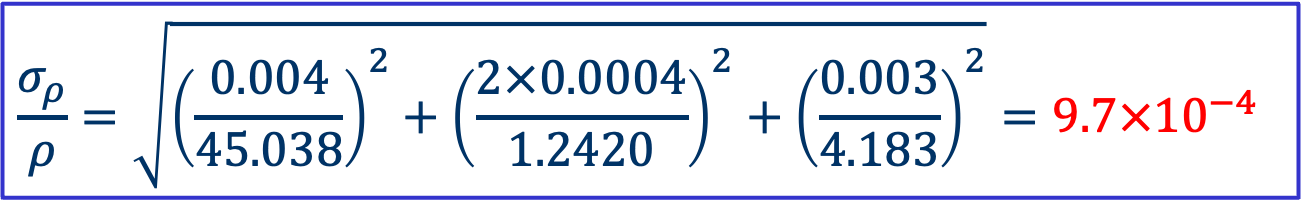 σρ/ρ = √((0.004/45.038)² + (2×0.0004/1.2420)² + (0.003/4.183)²) = 9.7×10⁻⁴